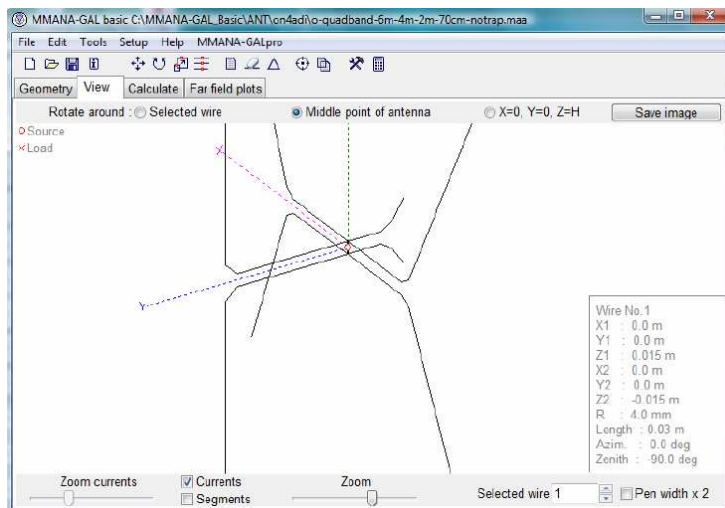 MMANA-GAL basic C:\MMANA-GAL_Basic\ANT\on4adi\o-quadband-6m-4m-2m-70cm-notrap.maa
File Edit Tools Setup Help MMANA-GALpro
Geometry View Calculate Far field plots
Rotate around : Selected wire Middle point of antenna X=0, Y=0, Z=H Save image
Source
Load
X
Y
Wire No.1
X1 : 0.0 m
Y1 : 0.0 m
Z1 : 0.015 m
X2 : 0.0 m
Y2 : 0.0 m
Z2 : -0.015 m
R : 4.0 mm
Length : 0.03 m
Azim. : 0.0 deg
Zenith : -90.0 deg
Zoom currents Currents Zoom
Segments Selected wire 1 Pen width x 2